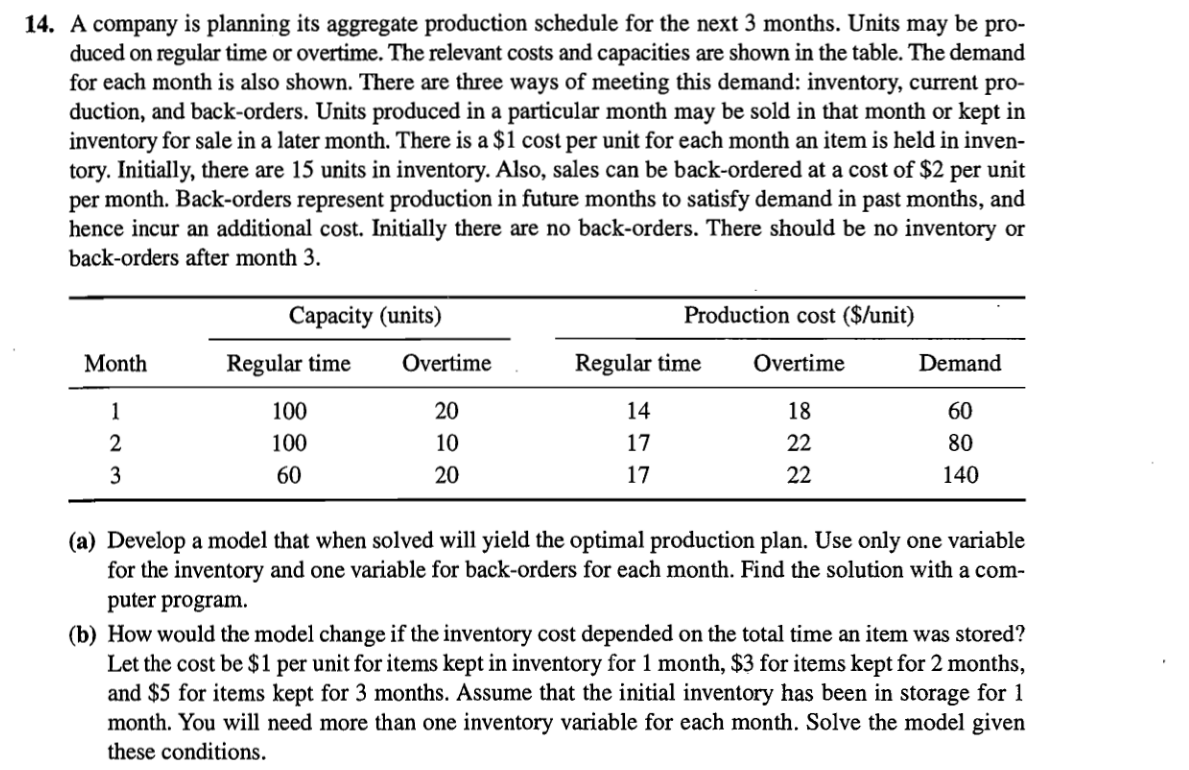 14. A company is planning its aggregate production schedule for the next 3 months. Units may be pro-
duced on regular time or overtime. The relevant costs and capacities are shown in the table. The demand
for each month is also shown. There are three ways of meeting this demand: inventory, current pro-
duction, and back-orders. Units produced in a particular month may be sold in that month or kept in
inventory for sale in a later month. There is a $1 cost per unit for each month an item is held in inven-
tory. Initially, there are 15 units in inventory. Also, sales can be back-ordered at a cost of $2 per unit
per month. Back-orders represent production in future months to satisfy demand in past months, and
hence incur an additional cost. Initially there are no back-orders. There should be no inventory or
back-orders after month 3.
Capacity (units) Production cost ($/unit)
Month Regular time Overtime Regular time Overtime Demand
1 100 20 14 18 60
2 100 10 17 22 80
3 60 20 17 22 140
(a) Develop a model that when solved will yield the optimal production plan. Use only one variable
for the inventory and one variable for back-orders for each month. Find the solution with a com-
puter program.
(b) How would the model change if the inventory cost depended on the total time an item was stored?
Let the cost be $1 per unit for items kept in inventory for 1 month, $3 for items kept for 2 months,
and $5 for items kept for 3 months. Assume that the initial inventory has been in storage for 1
month. You will need more than one inventory variable for each month. Solve the model given
these conditions.